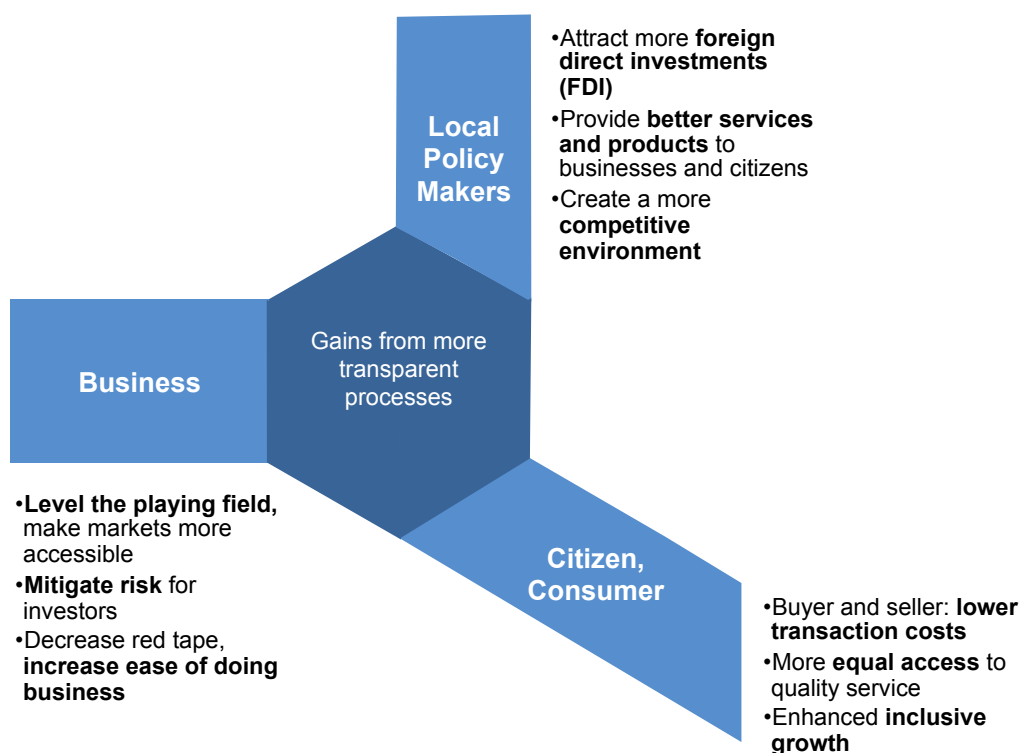 •Attract more foreign
direct investments
(FDI)
•Provide better services
and products to
businesses and citizens
•Create a more
competitive
environment
Local
Policy
Makers
Gains from more
transparent
processes
Business
•Level the playing field,
make markets more
accessible
•Mitigate risk for
investors
•Decrease red tape,
increase ease of doing
business
Citizen,
Consumer
•Buyer and seller: lower
transaction costs
•More equal access to
quality service
•Enhanced inclusive
growth